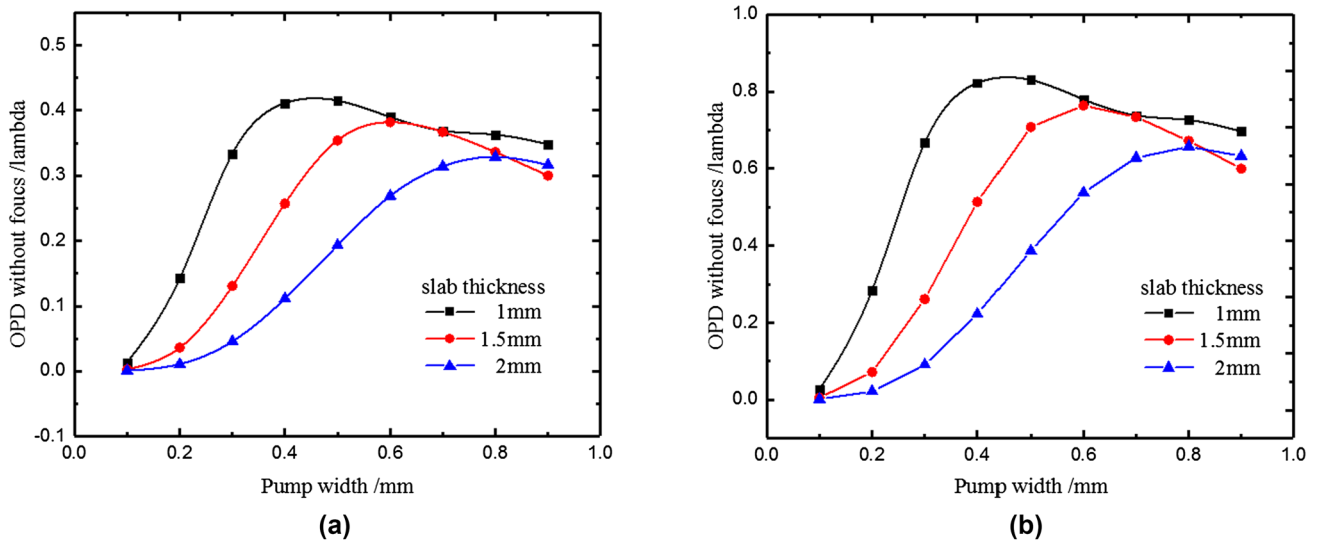 0.5
0.4
0.3
0.2
0.1
0.0
-0.1
OPD without foucs /lambda
slab thickness
1mm
1.5mm
2mm
0.0 0.2 0.4 0.6 0.8 1.0
Pump width /mm
(a)
1.0
0.8
0.6
0.4
0.2
0.0
OPD without foucs /lambda
slab thickness
1mm
1.5mm
2mm
0.0 0.2 0.4 0.6 0.8 1.0
Pump width /mm
(b)